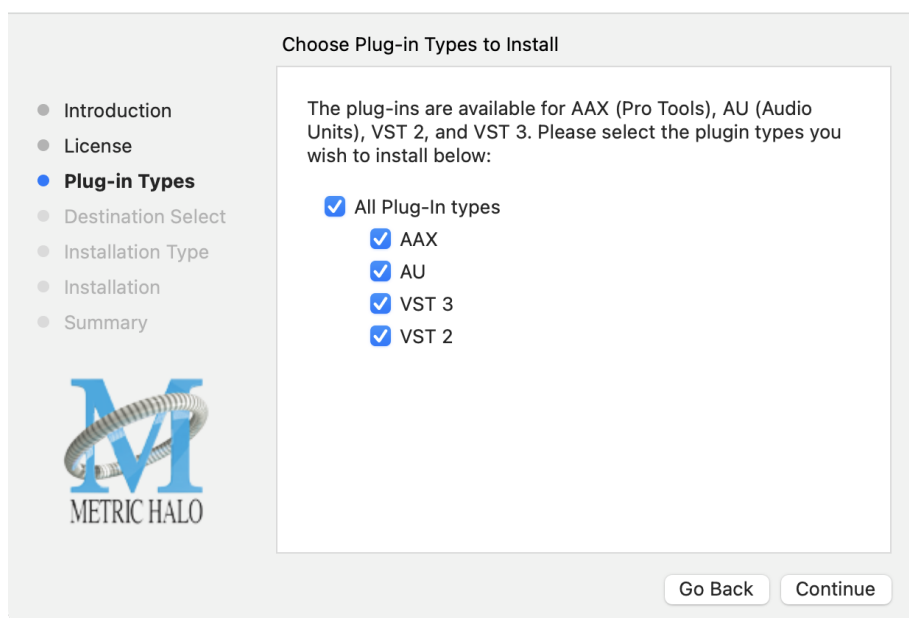 Choose Plug-in Types to Install
Introduction
License
Plug-in Types
Destination Select
Installation Type
Installation
Summary
The plug-ins are available for AAX (Pro Tools), AU (Audio
Units), VST 2, and VST 3. Please select the plugin types you
wish to install below:
All Plug-In types
AAX
AU
VST 3
VST 2
M
METRIC HALO
Go Back
Continue